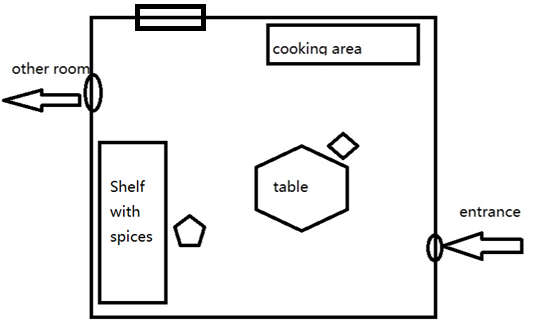 cooking area
other room
Shelf
with
spices
table
entrance